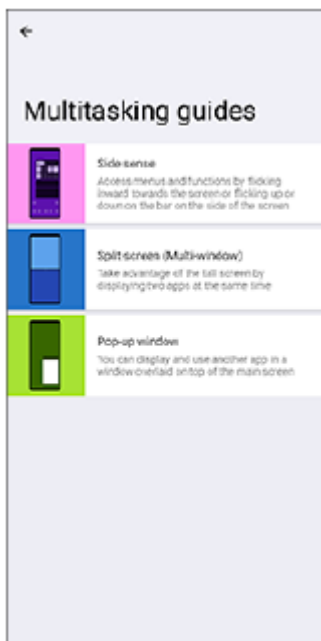 Multitasking guides
Side sense
Access menus and functions by flicking
inward towards the screen or flicking up or
down on the bar on the side of the screen
Split-screen (Multi-window)
Take advantage of the tall screen by
displaying two apps at the same time
Pop-up window
You can display and use another app in a
window overlaid on top of the main screen